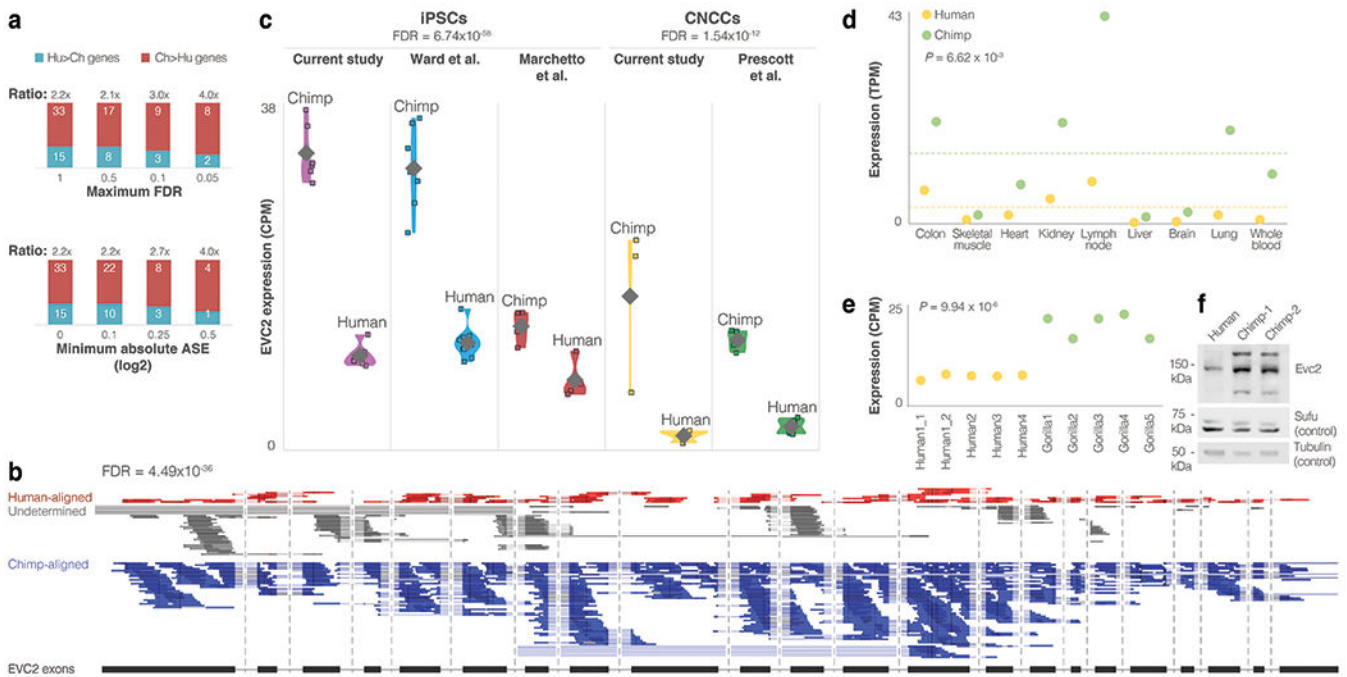 a
Hu>Ch genes Ch>Hu genes
Ratio: 2.2x 2.1x 3.0x 4.0x
33 17 9 8
15 8 3 2
1 0.5 0.1 0.05
Maximum FDR
Ratio: 2.2x 2.2x 2.7x 4.0x
33 22 8 4
15 10 3 1
0 0.1 0.25 0.5
Minimum absolute ASE
(log2)
c
iPSCs CNCCs
FDR = 6.74x10⁻⁵⁸ FDR = 1.54x10⁻¹²
Current study Ward et al. Marchetto et al. Current study Prescott et al.
EVC2 expression (CPM)
38
0
Chimp
Human
Chimp
Human
Chimp
Human
Chimp
Human
Chimp
Human
d
Human
Chimp
P = 6.62 x 10⁻³
Expression (TPM)
43
0
Colon Skeletal muscle Heart Kidney Lymph node Liver Brain Lung Whole blood
e
P = 9.94 x 10⁻⁶
Expression (CPM)
25
0
Human1_1 Human1_2 Human2 Human3 Human4 Gorilla1 Gorilla2 Gorilla3 Gorilla4 Gorilla5
f
Human Chimp-1 Chimp-2
150 - kDa Evc2
75 - kDa Sufu (control)
50 - kDa Tubulin (control)
b
FDR = 4.49x10⁻³⁶
Human-aligned
Undetermined
Chimp-aligned
EVC2 exons